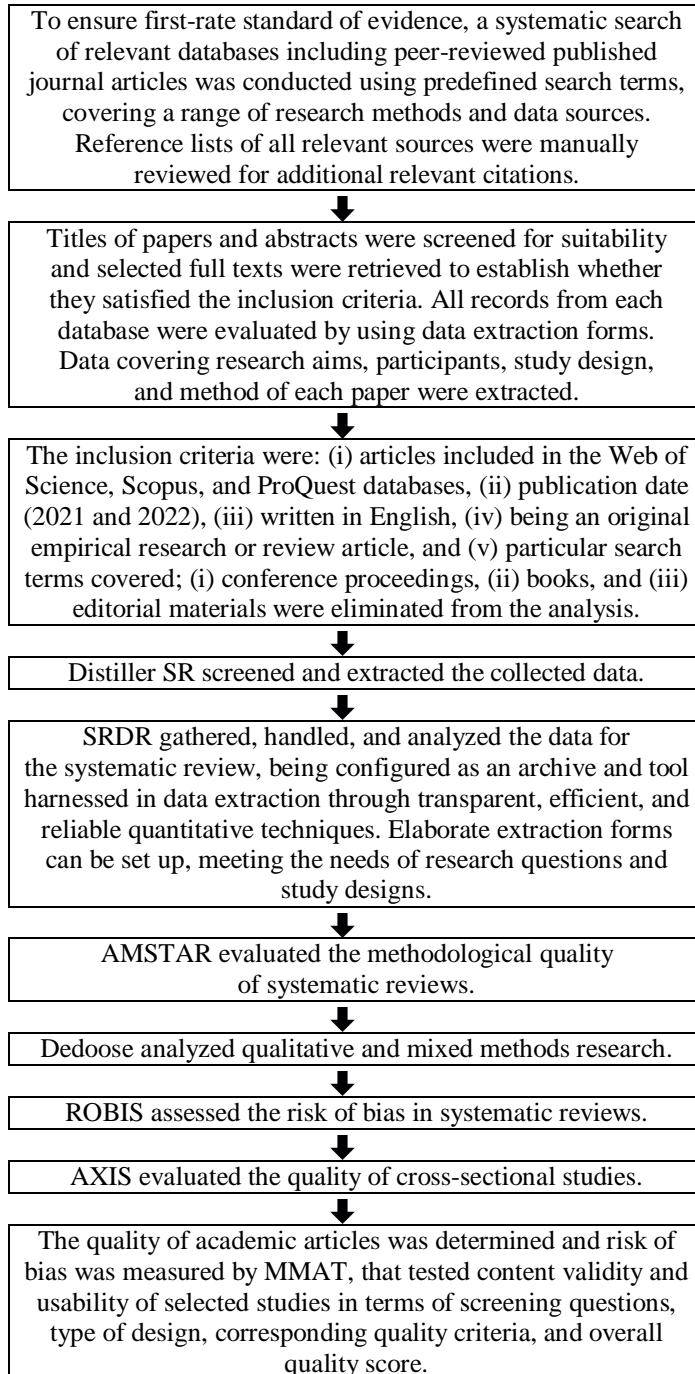 To ensure first-rate standard of evidence, a systematic search
of relevant databases including peer-reviewed published
journal articles was conducted using predefined search terms,
covering a range of research methods and data sources.
Reference lists of all relevant sources were manually
reviewed for additional relevant citations.
Titles of papers and abstracts were screened for suitability
and selected full texts were retrieved to establish whether
they satisfied the inclusion criteria. All records from each
database were evaluated by using data extraction forms.
Data covering research aims, participants, study design,
and method of each paper were extracted.
The inclusion criteria were: (i) articles included in the Web of
Science, Scopus, and ProQuest databases, (ii) publication date
(2021 and 2022), (iii) written in English, (iv) being an original
empirical research or review article, and (v) particular search
terms covered; (i) conference proceedings, (ii) books, and (iii)
editorial materials were eliminated from the analysis.
Distiller SR screened and extracted the collected data.
SRDR gathered, handled, and analyzed the data for
the systematic review, being configured as an archive and tool
harnessed in data extraction through transparent, efficient, and
reliable quantitative techniques. Elaborate extraction forms
can be set up, meeting the needs of research questions and
study designs.
AMSTAR evaluated the methodological quality
of systematic reviews.
Dedoose analyzed qualitative and mixed methods research.
ROBIS assessed the risk of bias in systematic reviews.
AXIS evaluated the quality of cross-sectional studies.
The quality of academic articles was determined and risk of
bias was measured by MMAT, that tested content validity and
usability of selected studies in terms of screening questions,
type of design, corresponding quality criteria, and overall
quality score.